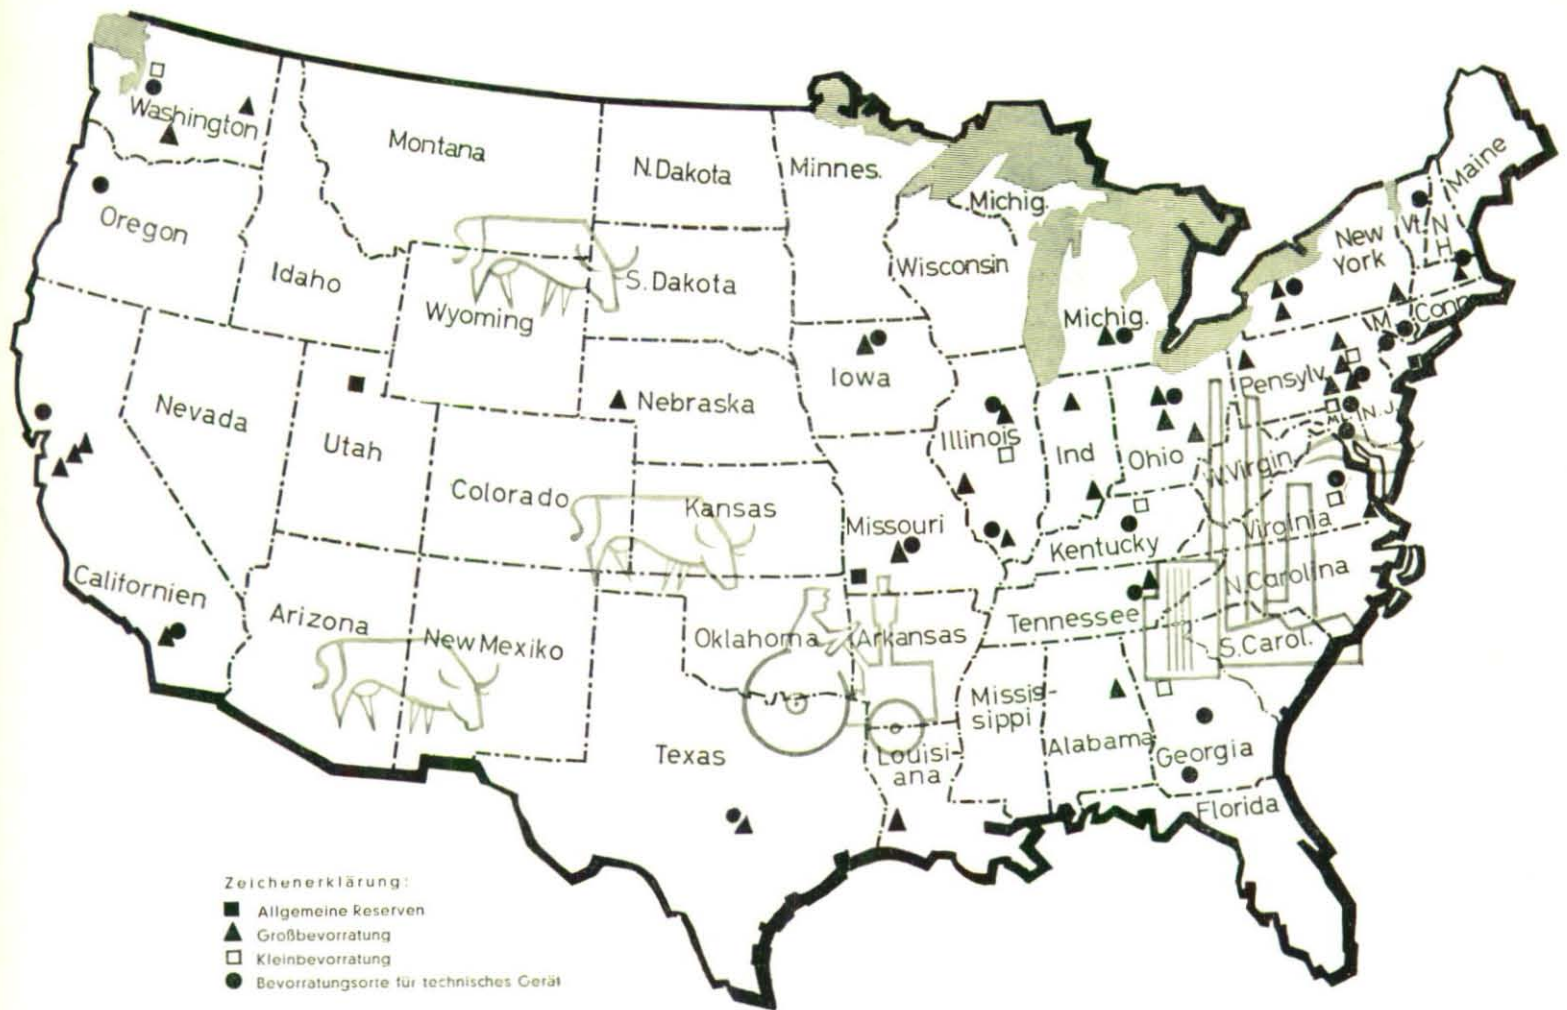 Washington
Montana
N.Dakota
Minnes.
Michig.
Maine
Oregon
Idaho
Wyoming
S.Dakota
Wisconsin
Michig.
New
York
Vt.
N
H
Conn
M
Nevada
Utah
Nebraska
Iowa
Illinois
Ind
Ohio
Pensylv.
N.J.
W.Virgin.
Virginia
Colorado
Kansas
Missouri
Kentucky
N.Carolina
Californien
Arizona
New Mexiko
Oklahoma
Arkansas
Tennessee
S.Carol.
Texas
Louisi-
ana
Missis-
sippi
Alabama
Georgia
Florida
Zeichenerklärung:
Allgemeine Reserven
Großbevorratung
Kleinbevorratung
Bevorratungsorte für technisches Gerät